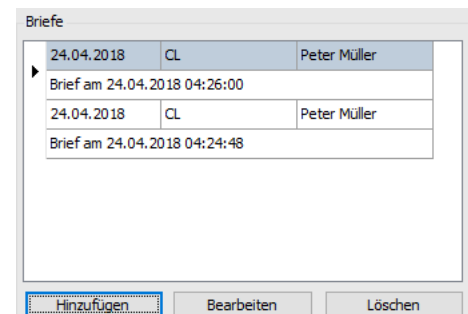 Briefe
24.04.2018 CL Peter Müller
Brief am 24.04.2018 04:26:00
24.04.2018 CL Peter Müller
Brief am 24.04.2018 04:24:48
Hinzufügen Bearbeiten Löschen